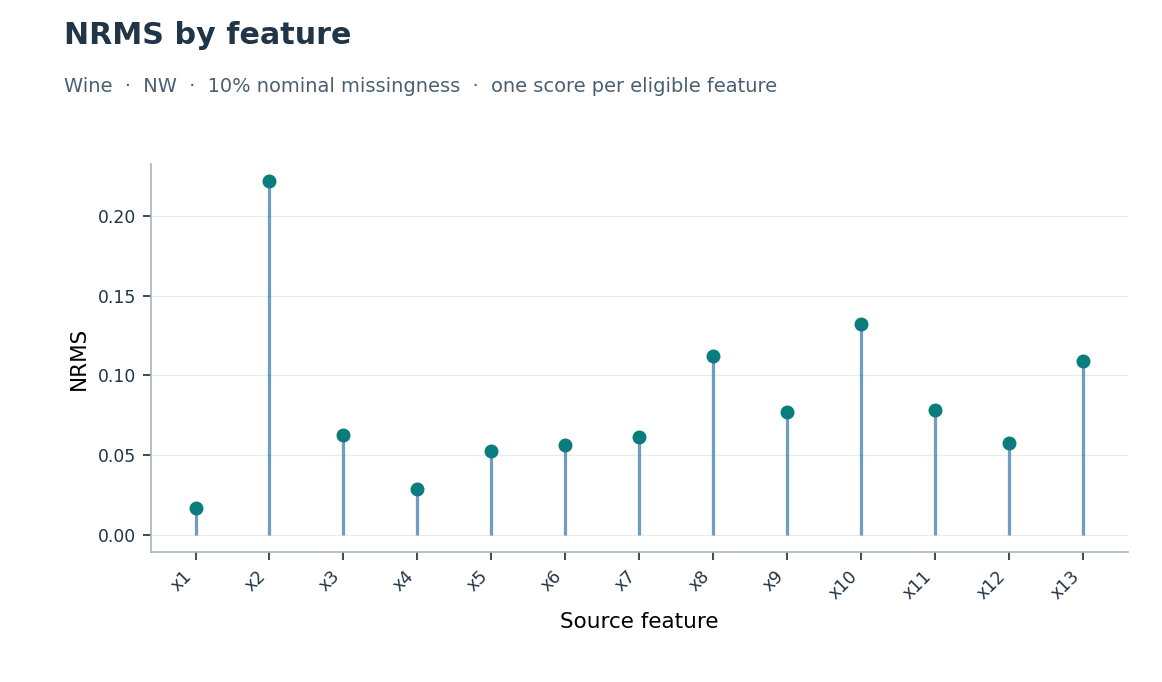 NRMS by feature
Wine · NW · 10% nominal missingness · one score per eligible feature
NRMS
0.20
0.15
0.10
0.05
0.00
x1 x2 x3 x4 x5 x6 x7 x8 x9 x10 x11 x12 x13
Source feature